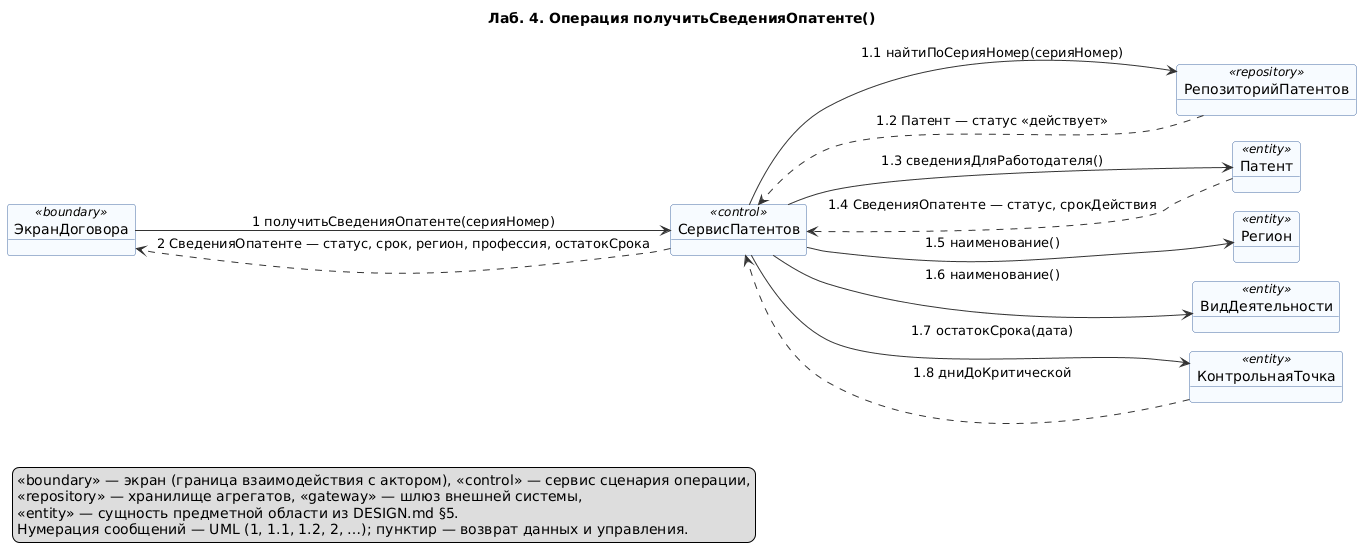 Лаб. 4. Операция получитьСведенияОпатенте()
1.1 найтиПоСерияНомер(серияНомер)
«repository»
РепозиторийПатентов
1.2 Патент — статус «действует»
«entity»
Патент
1.3 сведенияДляРаботодателя()
1.4 СведенияОпатенте — статус, срокДействия
«boundary»
ЭкранДоговора
1 получитьСведенияОпатенте(серияНомер)
2 СведенияОпатенте — статус, срок, регион, профессия, остатокСрока
«control»
СервисПатентов
«entity»
Регион
1.5 наименование()
1.6 наименование()
«entity»
ВидДеятельности
1.7 остатокСрока(дата)
«entity»
КонтрольнаяТочка
1.8 дниДоКритической
«boundary» — экран (граница взаимодействия с актором), «control» — сервис сценария операции,
«repository» — хранилище агрегатов, «gateway» — шлюз внешней системы,
«entity» — сущность предметной области из DESIGN.md §5.
Нумерация сообщений — UML (1, 1.1, 1.2, 2, ...); пунктир — возврат данных и управления.